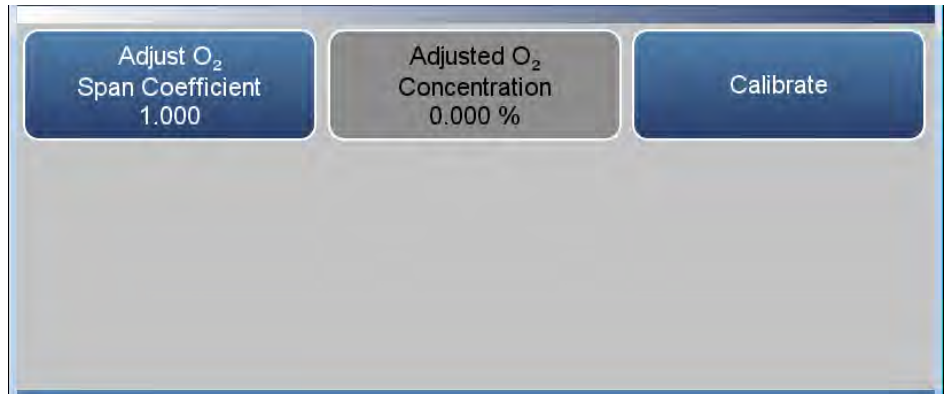 Adjust O₂
Span Coefficient
1.000
Adjusted O₂
Concentration
0.000 %
Calibrate